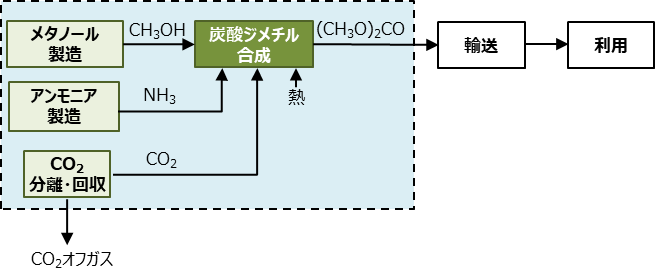 メタノール
製造
CH₃OH
炭酸ジメチル
合成
(CH₃O)₂CO
輸送
利用
アンモニア
製造
NH₃
熱
CO₂
分離・回収
CO₂
CO₂オフガス